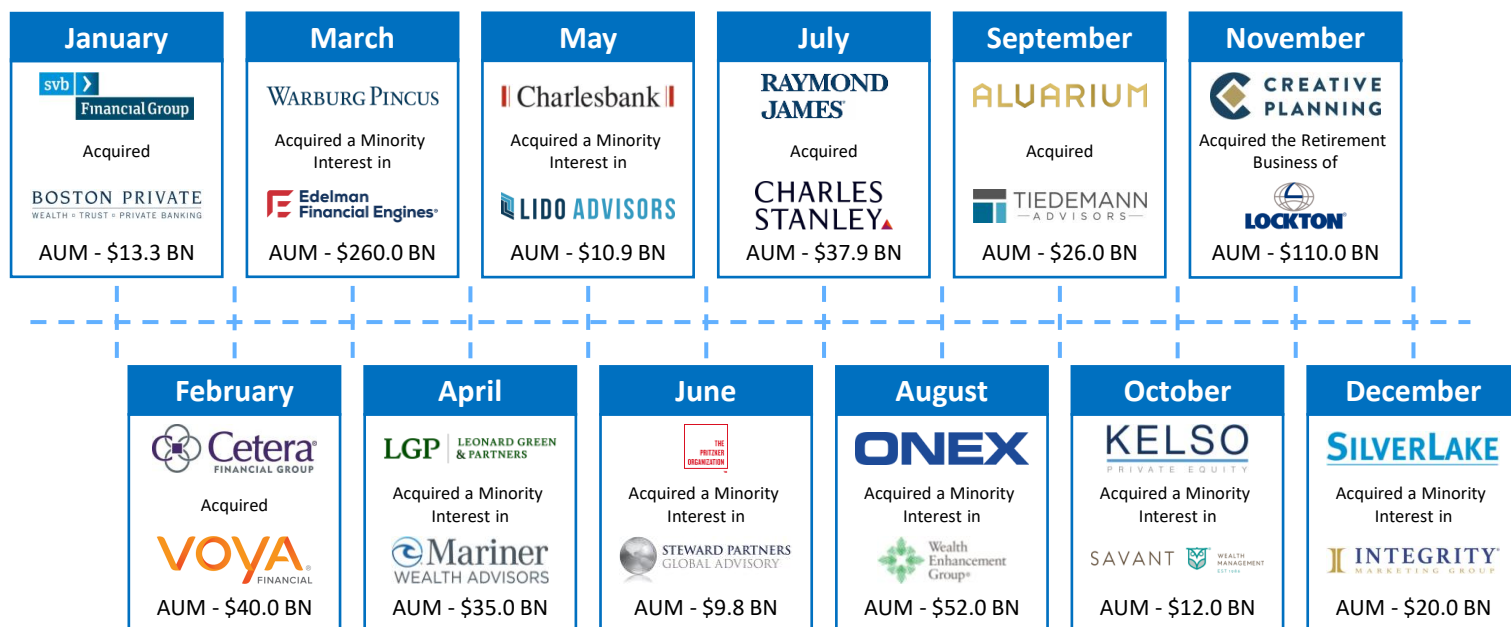 January
svb
Financial Group
Acquired
BOSTON PRIVATE
WEALTH ▫ TRUST ▫ PRIVATE BANKING
AUM - $13.3 BN
March
WARBURG PINCUS
Acquired a Minority
Interest in
Edelman
Financial Engines®
AUM - $260.0 BN
May
Charlesbank
Acquired a Minority
Interest in
LIDO ADVISORS
AUM - $10.9 BN
July
RAYMOND
JAMES®
Acquired
CHARLES
STANLEY
AUM - $37.9 BN
September
ALVARIUM
Acquired
TIEDEMANN
ADVISORS
AUM - $26.0 BN
November
CREATIVE
PLANNING
Acquired the Retirement
Business of
LOCKTON®
AUM - $110.0 BN
February
Cetera®
FINANCIAL GROUP
Acquired
VOYA®
FINANCIAL
AUM - $40.0 BN
April
LGP
LEONARD GREEN
& PARTNERS
Acquired a Minority
Interest in
Mariner
WEALTH ADVISORS
AUM - $35.0 BN
June
THE
PRITZKER
ORGANIZATION
Acquired a Minority
Interest in
STEWARD PARTNERS
GLOBAL ADVISORY
AUM - $9.8 BN
August
ONEX
Acquired a Minority
Interest in
Wealth
Enhancement
Group®
AUM - $52.0 BN
October
KELSO
PRIVATE EQUITY
Acquired a Minority
Interest in
SAVANT
WEALTH
MANAGEMENT
EST 1986
AUM - $12.0 BN
December
SILVERLAKE
Acquired a Minority
Interest in
INTEGRITY®
MARKETING GROUP
AUM - $20.0 BN